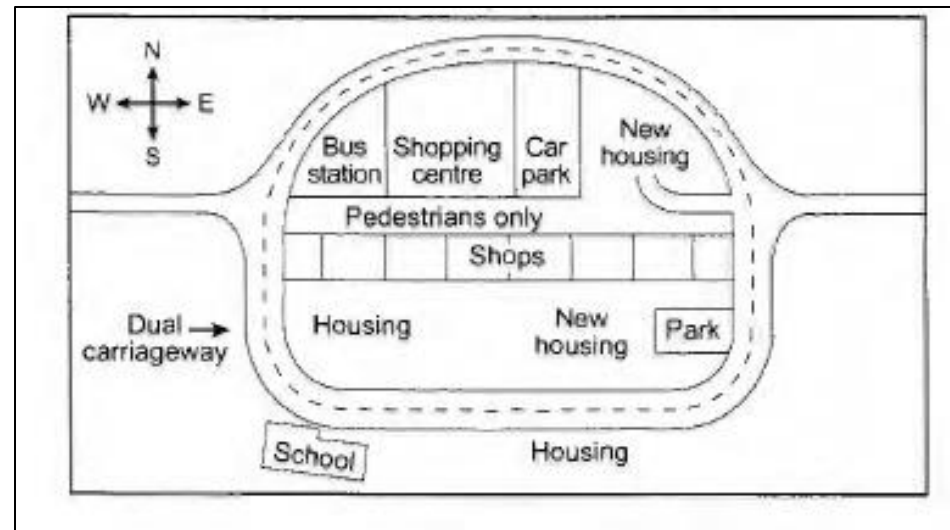 N
W E
S
Bus
station
Shopping
centre
Car
park
New
housing
Pedestrians only
Shops
Dual
carriageway
Housing
New
housing
Park
School
Housing